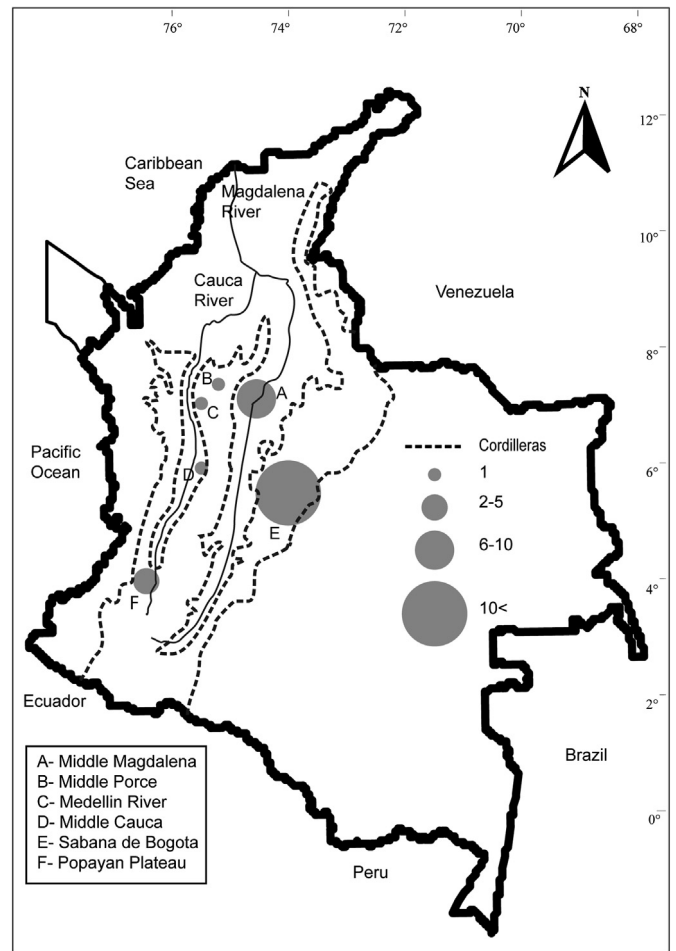 76° 74° 72° 70° 68°
N
12°
Caribbean
Sea
Magdalena
River
10°
Cauca
River
Venezuela
8°
B
A
C
Pacific
Ocean
Cordilleras
1
6°
D
2-5
E
6-10
4°
F
10<
Ecuador
2°
Brazil
A- Middle Magdalena
B- Middle Porce
C- Medellin River
D- Middle Cauca
E- Sabana de Bogota
F- Popayan Plateau
0°
Peru